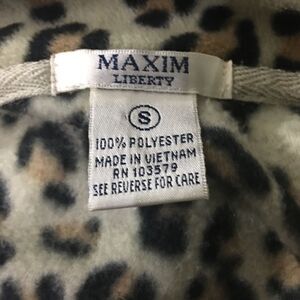 MAXIM
LIBERTY
S
100% POLYESTER
MADE IN VIETNAM
RN 103579
SEE REVERSE FOR CARE